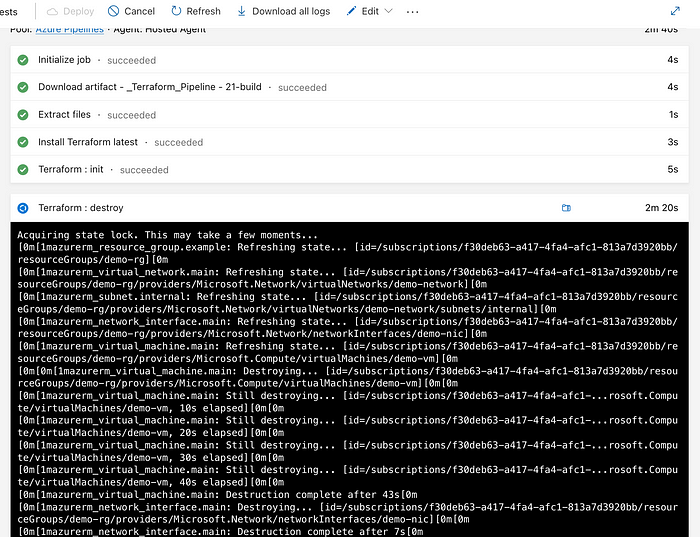 ests Deploy Cancel Refresh Download all logs Edit ...
Pool: Azure Pipelines · Agent: Hosted Agent 2m 40s
Initialize job · succeeded 4s
Download artifact - _Terraform_Pipeline - 21-build · succeeded 4s
Extract files · succeeded 1s
Install Terraform latest · succeeded 3s
Terraform : init · succeeded 5s
Terraform : destroy 2m 20s
Acquiring state lock. This may take a few moments...
[0m[1mazurerm_resource_group.example: Refreshing state... [id=/subscriptions/f30deb63-a417-4fa4-afc1-813a7d3920bb/
resourceGroups/demo-rg][0m
[0m[1mazurerm_virtual_network.main: Refreshing state... [id=/subscriptions/f30deb63-a417-4fa4-afc1-813a7d3920bb/re
sourceGroups/demo-rg/providers/Microsoft.Network/virtualNetworks/demo-network][0m
[0m[1mazurerm_subnet.internal: Refreshing state... [id=/subscriptions/f30deb63-a417-4fa4-afc1-813a7d3920bb/resourc
eGroups/demo-rg/providers/Microsoft.Network/virtualNetworks/demo-network/subnets/internal][0m
[0m[1mazurerm_network_interface.main: Refreshing state... [id=/subscriptions/f30deb63-a417-4fa4-afc1-813a7d3920bb/
resourceGroups/demo-rg/providers/Microsoft.Network/networkInterfaces/demo-nic][0m
[0m[1mazurerm_virtual_machine.main: Refreshing state... [id=/subscriptions/f30deb63-a417-4fa4-afc1-813a7d3920bb/re
sourceGroups/demo-rg/providers/Microsoft.Compute/virtualMachines/demo-vm][0m
[0m[0m[1mazurerm_virtual_machine.main: Destroying... [id=/subscriptions/f30deb63-a417-4fa4-afc1-813a7d3920bb/resou
rceGroups/demo-rg/providers/Microsoft.Compute/virtualMachines/demo-vm][0m[0m
[0m[1mazurerm_virtual_machine.main: Still destroying... [id=/subscriptions/f30deb63-a417-4fa4-afc1-...rosoft.Compu
te/virtualMachines/demo-vm, 10s elapsed][0m[0m
[0m[1mazurerm_virtual_machine.main: Still destroying... [id=/subscriptions/f30deb63-a417-4fa4-afc1-...rosoft.Compu
te/virtualMachines/demo-vm, 20s elapsed][0m[0m
[0m[1mazurerm_virtual_machine.main: Still destroying... [id=/subscriptions/f30deb63-a417-4fa4-afc1-...rosoft.Compu
te/virtualMachines/demo-vm, 30s elapsed][0m[0m
[0m[1mazurerm_virtual_machine.main: Still destroying... [id=/subscriptions/f30deb63-a417-4fa4-afc1-...rosoft.Compu
te/virtualMachines/demo-vm, 40s elapsed][0m[0m
[0m[1mazurerm_virtual_machine.main: Destruction complete after 43s[0m
[0m[1mazurerm_network_interface.main: Destroying... [id=/subscriptions/f30deb63-a417-4fa4-afc1-813a7d3920bb/resour
ceGroups/demo-rg/providers/Microsoft.Network/networkInterfaces/demo-nic][0m[0m
[0m[1mazurerm_network_interface.main: Destruction complete after 7s[0m